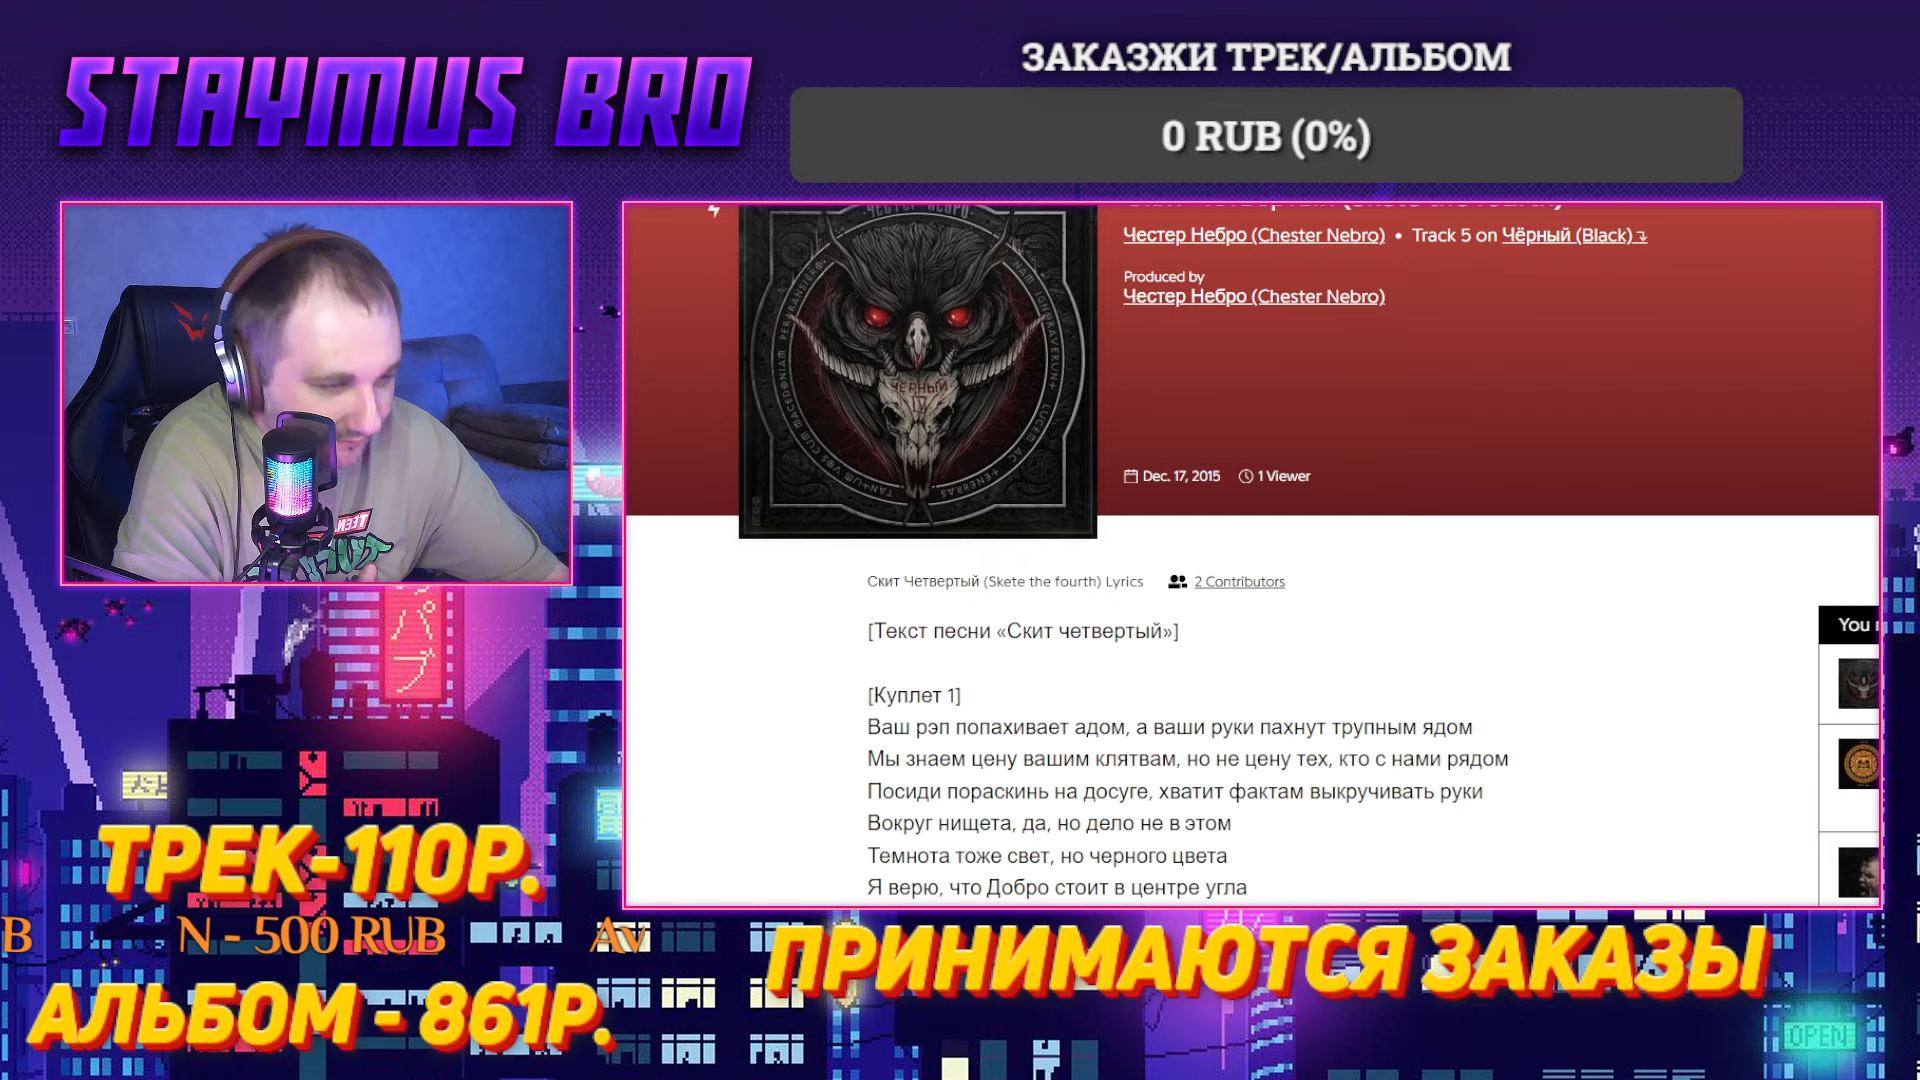 STAYMUS BRO
ЗАКАЗЖИ ТРЕК/АЛЬБОМ
0 RUB (0%)
Честер Небро (Chester Nebro) • Track 5 on Чёрный (Black)
Produced by
Честер Небро (Chester Nebro)
ЧЕРНЫЙ
IV
Dec. 17, 2015 1 Viewer
Скит Четвертый (Skete the fourth) Lyrics 2 Contributors
[Текст песни «Скит четвертый»]
[Куплет 1]
Ваш рэп попахивает адом, а ваши руки пахнут трупным ядом
Мы знаем цену вашим клятвам, но не цену тех, кто с нами рядом
Посиди пораскинь на досуге, хватит фактам выкручивать руки
Вокруг нищета, да, но дело не в этом
Темнота тоже свет, но черного цвета
Я верю, что Добро стоит в центре угла
You
ТРЕК-110Р.
B N - 500 RUB Av
АЛЬБОМ - 861Р.
ПРИНИМАЮТСЯ ЗАКАЗЫ
OPEN